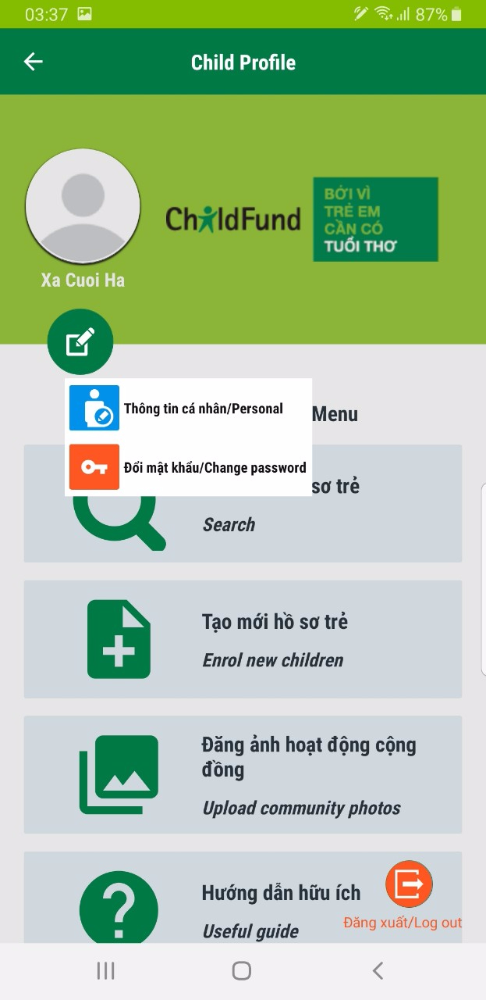 03:37
87%
Child Profile
ChildFund
BỞI VÌ
TRẺ EM
CẦN CÓ
TUỔI THƠ
Xa Cuoi Ha
Thông tin cá nhân/Personal
Menu
Đổi mật khẩu/Change password
sơ trẻ
Search
Tạo mới hồ sơ trẻ
Enrol new children
Đăng ảnh hoạt động cộng
đồng
Upload community photos
Hướng dẫn hữu ích
Useful guide
Đăng xuất/Log out